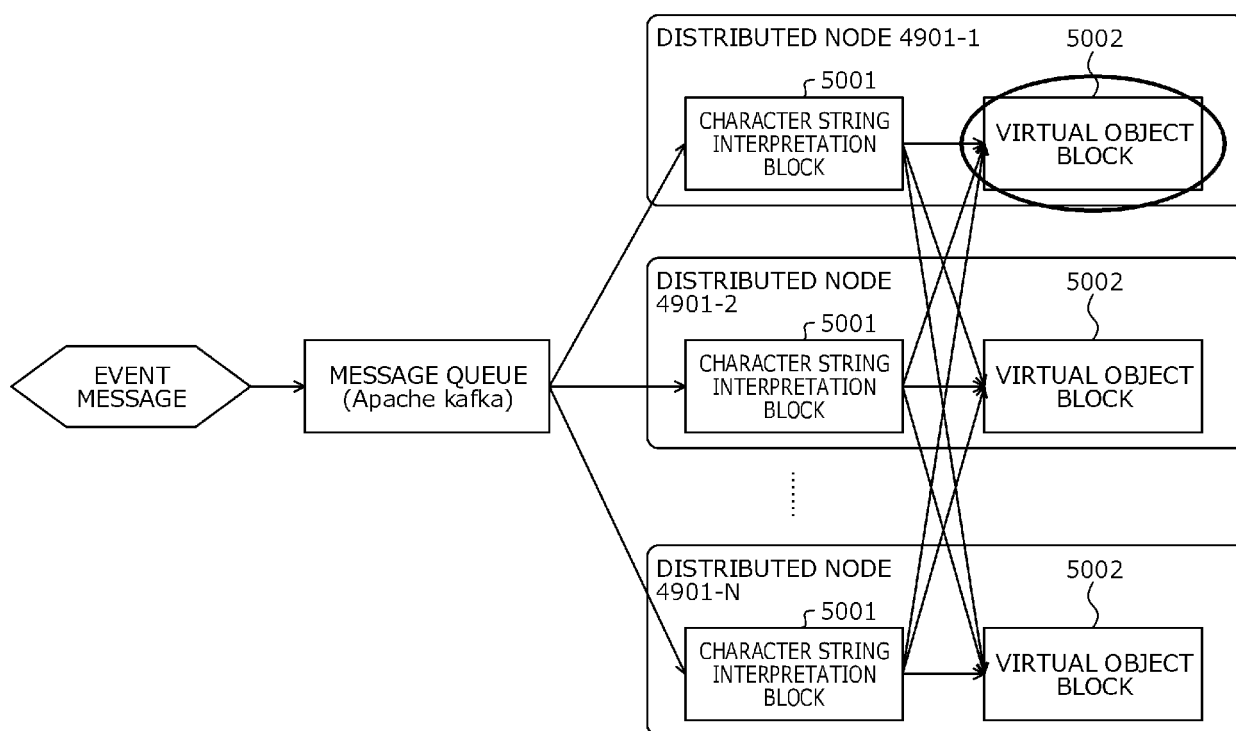 DISTRIBUTED NODE 4901-1
5002
5001
CHARACTER STRING
INTERPRETATION
BLOCK
VIRTUAL OBJECT
BLOCK
DISTRIBUTED NODE
4901-2
5002
5001
EVENT
MESSAGE
MESSAGE QUEUE
(Apache kafka)
CHARACTER STRING
INTERPRETATION
BLOCK
VIRTUAL OBJECT
BLOCK
DISTRIBUTED NODE
4901-N
5002
5001
CHARACTER STRING
INTERPRETATION
BLOCK
VIRTUAL OBJECT
BLOCK